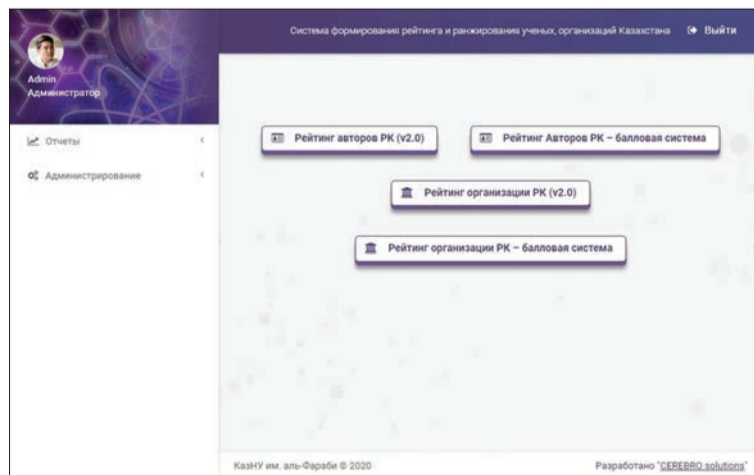 Система формирования рейтинга и ранжирования ученых, организаций Казахстана
Выйти
Admin
Администратор
Отчеты
Администрирование
Рейтинг авторов РК (v2.0)
Рейтинг Авторов РК – балловая система
Рейтинг организации РК (v2.0)
Рейтинг организации РК – балловая система
КазНУ им. аль-Фараби © 2020
Разработано "CEREBRO solutions"